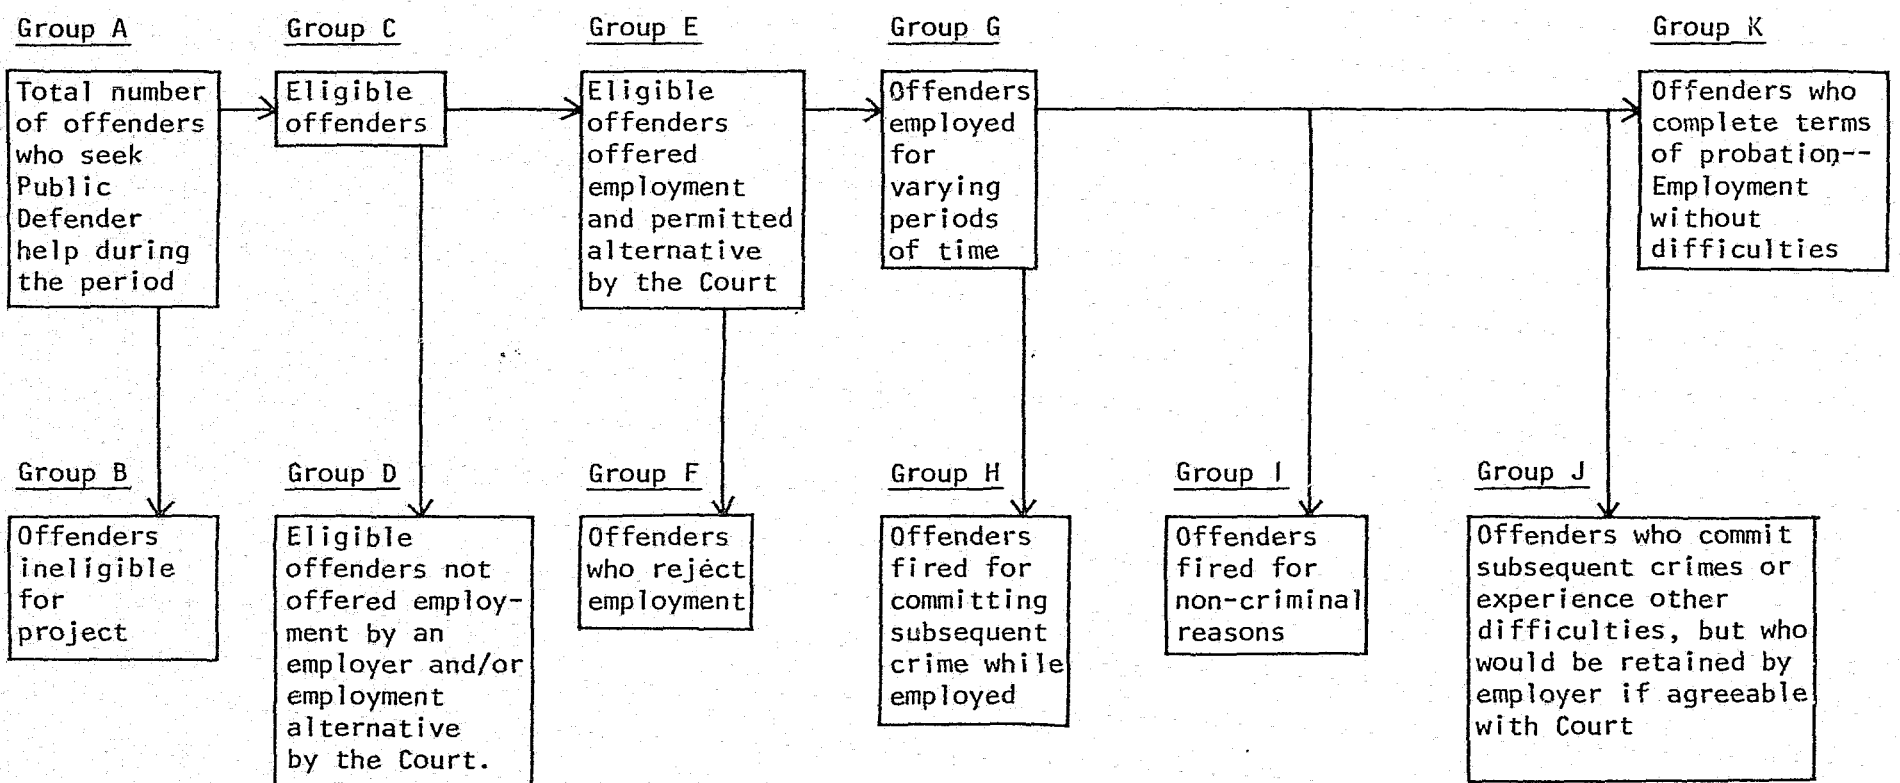 Group A
Total number
of offenders
who seek
Public
Defender
help during
the period
Group C
Eligible
offenders
Group E
Eligible
offenders
offered
employment
and permitted
alternative
by the Court
Group G
Offenders
employed
for
varying
periods
of time
Group K
Offenders who
complete terms
of probation--
Employment
without
difficulties
Group B
Offenders
ineligible
for
project
Group D
Eligible
offenders not
offered employ-
ment by an
employer and/or
employment
alternative
by the Court.
Group F
Offenders
who reject
employment
Group H
Offenders
fired for
committing
subsequent
crime while
employed
Group I
Offenders
fired for
non-criminal
reasons
Group J
Offenders who commit
subsequent crimes or
experience other
difficulties, but who
would be retained by
employer if agreeable
with Court